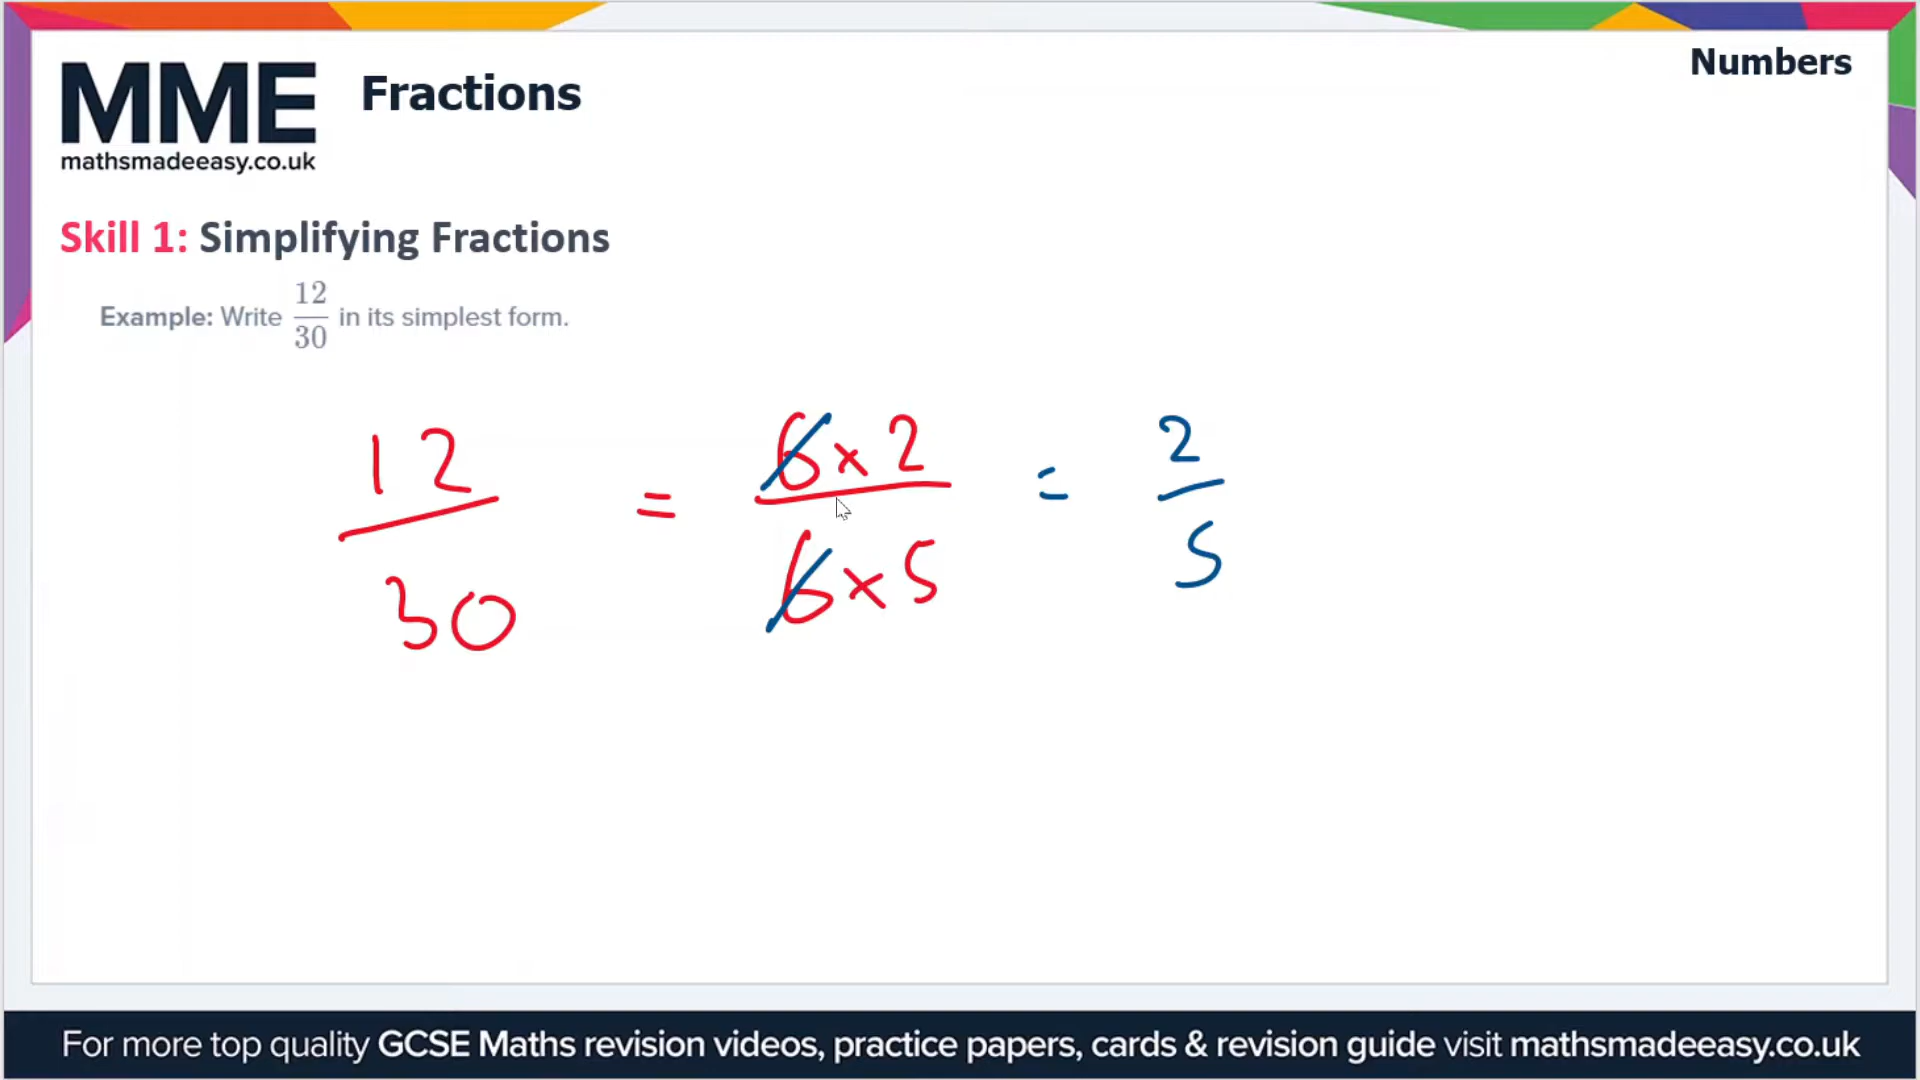 Numbers
MME
Fractions
mathsmadeeasy.co.uk
Skill 1: Simplifying Fractions
Example: Write 12/30 in its simplest form.
12/30 = 6 x 2/6 x 5 = 2/5
For more top quality GCSE Maths revision videos, practice papers, cards & revision guide visit mathsmadeeasy.co.uk